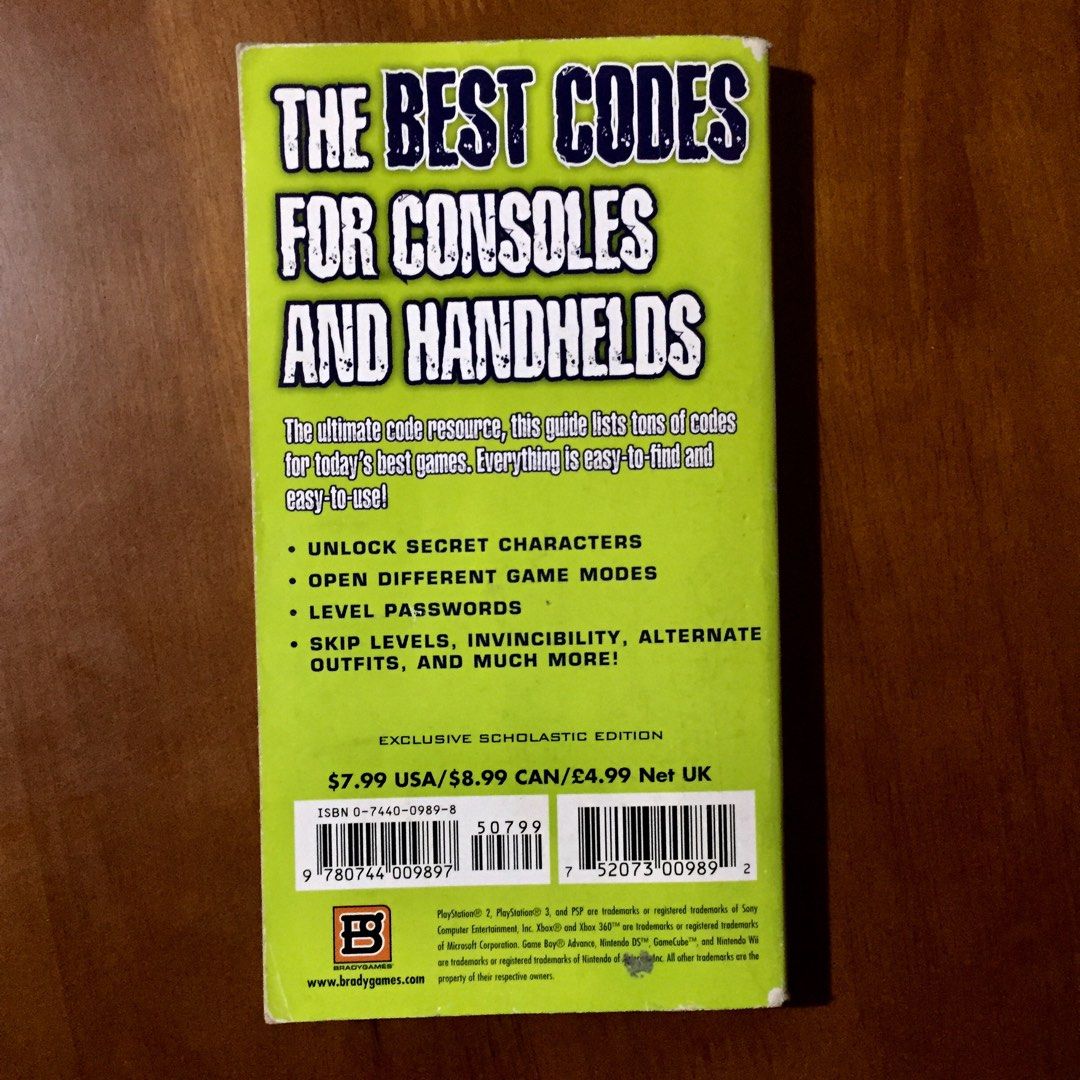 THE BEST CODES
FOR CONSOLES
AND HANDHELDS
The ultimate code resource, this guide lists tons of codes
for today's best games. Everything is easy-to-find and
easy-to-use!
• UNLOCK SECRET CHARACTERS
• OPEN DIFFERENT GAME MODES
• LEVEL PASSWORDS
• SKIP LEVELS, INVINCIBILITY, ALTERNATE
OUTFITS, AND MUCH MORE!
EXCLUSIVE SCHOLASTIC EDITION
$7.99 USA/$8.99 CAN/£4.99 Net UK
ISBN 0-7440-0989-8
50799
9 780744 009897
7 52073 00989 2
B
BRADYGAMES
www.bradygames.com
PlayStation® 2, PlayStation® 3, and PSP are trademarks or registered trademarks of Sony
Computer Entertainment, Inc. Xbox® and Xbox 360™ are trademarks or registered trademarks
of Microsoft Corporation. Game Boy® Advance, Nintendo DS™, GameCube™, and Nintendo Wii
are trademarks or registered trademarks of Nintendo of Inc. All other trademarks are the
property of their respective owners.